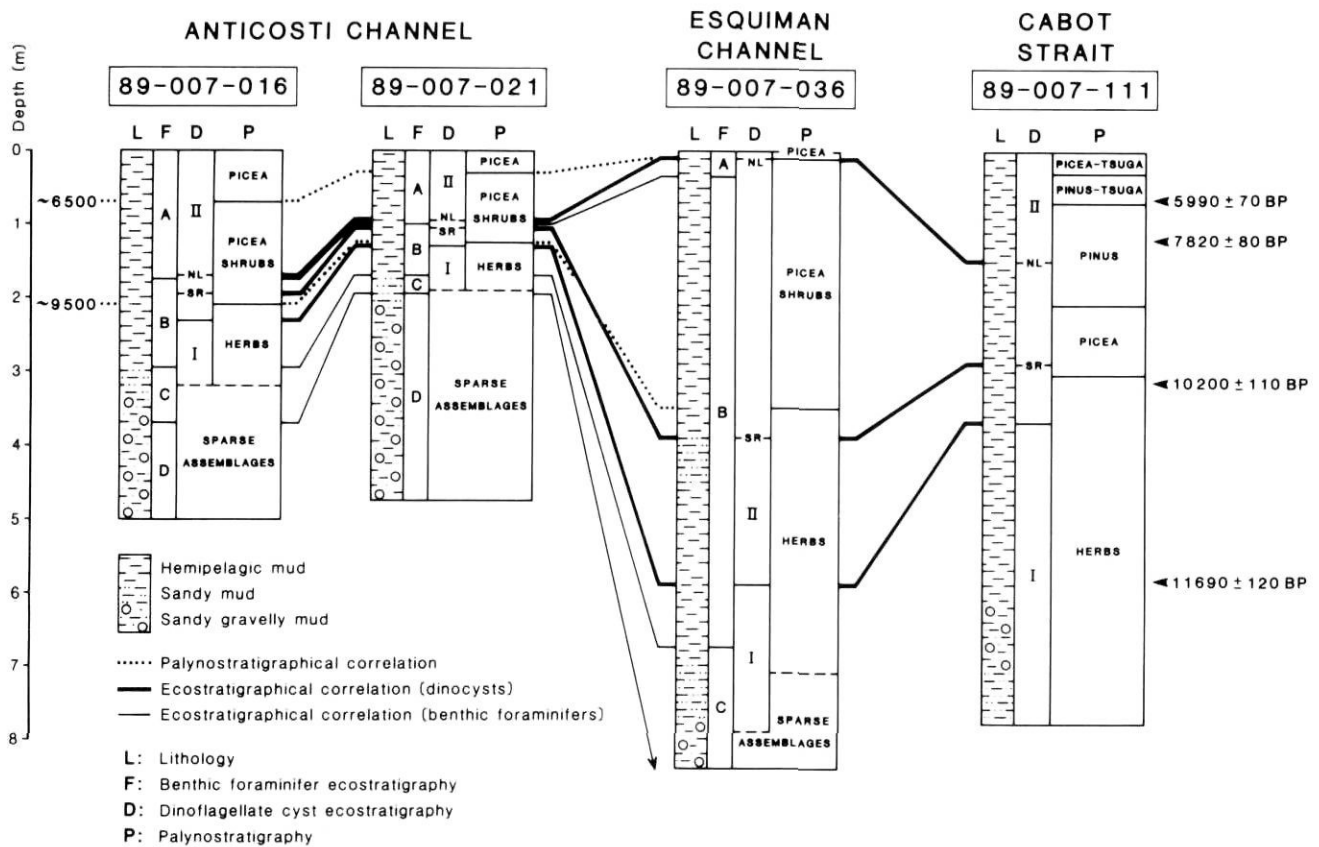 ANTICOSTI CHANNEL
ESQUIMAN
CHANNEL
CABOT
STRAIT
89-007-016
89-007-021
89-007-036
89-007-111
Depth (m)
L F D P
L F D P
L F D P
L D P
0
1
2
3
4
5
6
7
8
~6500
~9500
A
B
C
D
II
NL
SR
I
PICEA
PICEA
SHRUBS
HERBS
SPARSE
ASSEMBLAGES
A
B
C
D
II
NL
SR
I
PICEA
PICEA
SHRUBS
HERBS
SPARSE
ASSEMBLAGES
A
B
C
NL
SR
II
I
PICEA
PICEA
SHRUBS
HERBS
SPARSE
ASSEMBLAGES
II
NL
SR
I
PICEA-TSUGA
PINUS-TSUGA
PINUS
PICEA
HERBS
5990 ± 70 BP
7820 ± 80 BP
10200 ± 110 BP
11690 ± 120 BP
Hemipelagic mud
Sandy mud
Sandy gravelly mud
Palynostratigraphical correlation
Ecostratigraphical correlation (dinocysts)
Ecostratigraphical correlation (benthic foraminifers)
L: Lithology
F: Benthic foraminifer ecostratigraphy
D: Dinoflagellate cyst ecostratigraphy
P: Palynostratigraphy